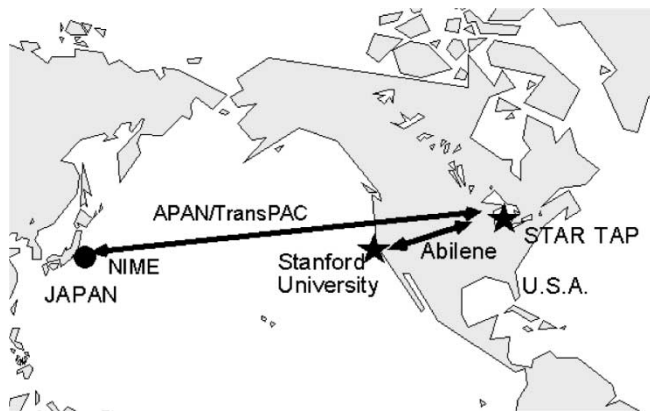 APAN/TransPAC
STAR TAP
Abilene
NIME
Stanford
University
JAPAN
U.S.A.